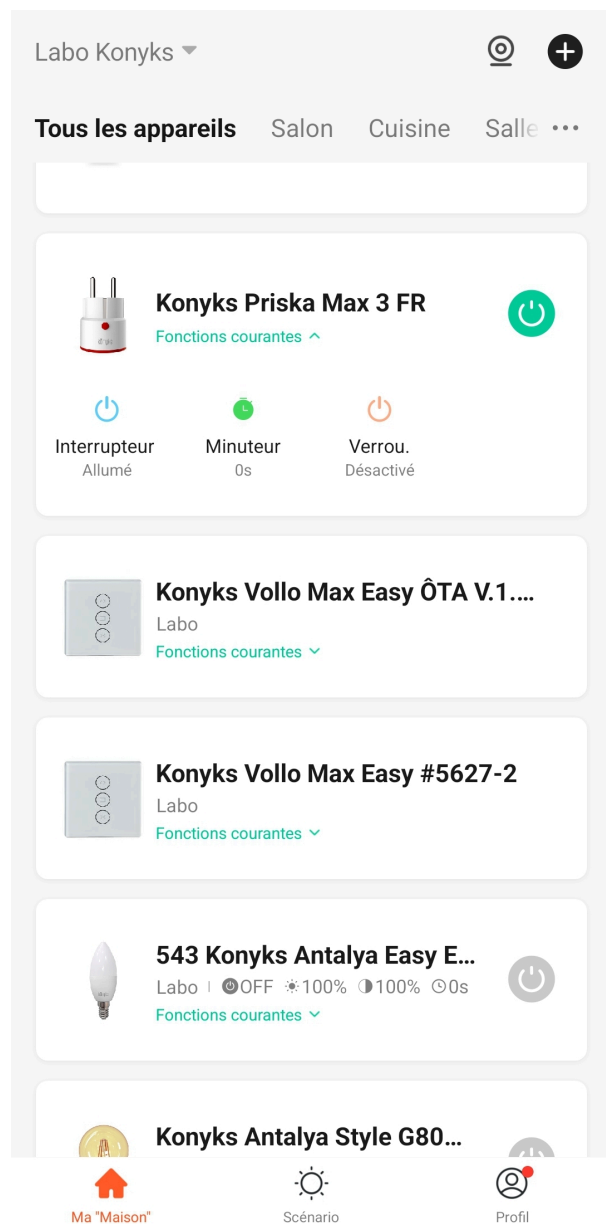 Labo Konyks
Tous les appareils Salon Cuisine Salle ...
Konyks Priska Max 3 FR
Fonctions courantes
Interrupteur Minuteur Verrou.
Allumé 0s Désactivé
Konyks Vollo Max Easy ÔTA V.1....
Labo
Fonctions courantes
Konyks Vollo Max Easy #5627-2
Labo
Fonctions courantes
543 Konyks Antalya Easy E...
Labo OFF 100% 100% 0s
Fonctions courantes
Konyks Antalya Style G80...
Ma "Maison" Scénario Profil